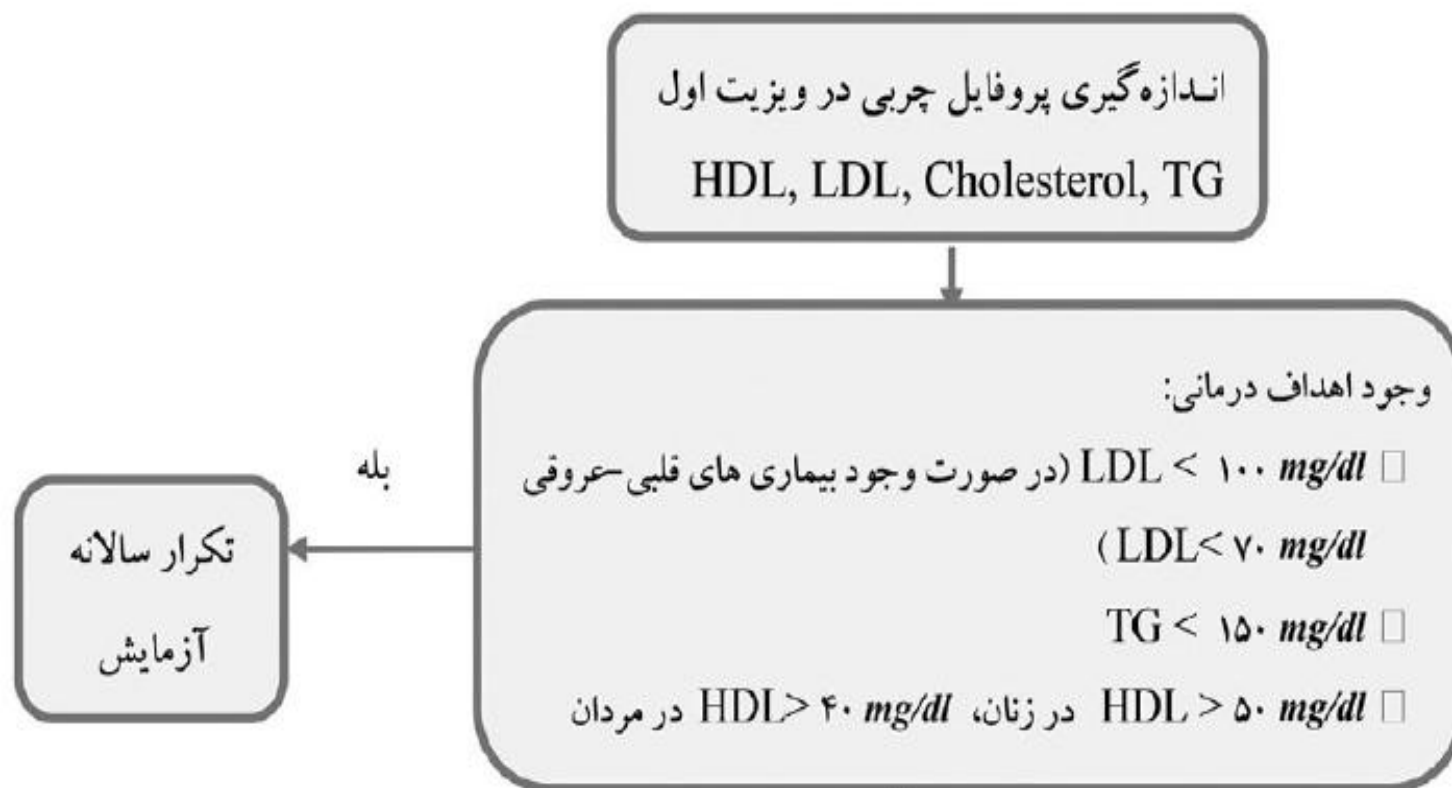 انـدازه‌گیری پروفایل چربی در ویزیت اول
HDL, LDL, Cholesterol, TG
وجود اهداف درمانی:
□ LDL < ۱۰۰ mg/dl (در صورت وجود بیماری های قلبی-عروقی
LDL< ۷۰ mg/dl)
□ TG < ۱۵۰ mg/dl
□ HDL > ۵۰ mg/dl در زنان، HDL> ۴۰ mg/dl در مردان
بله
تکرار سالانه
آزمایش